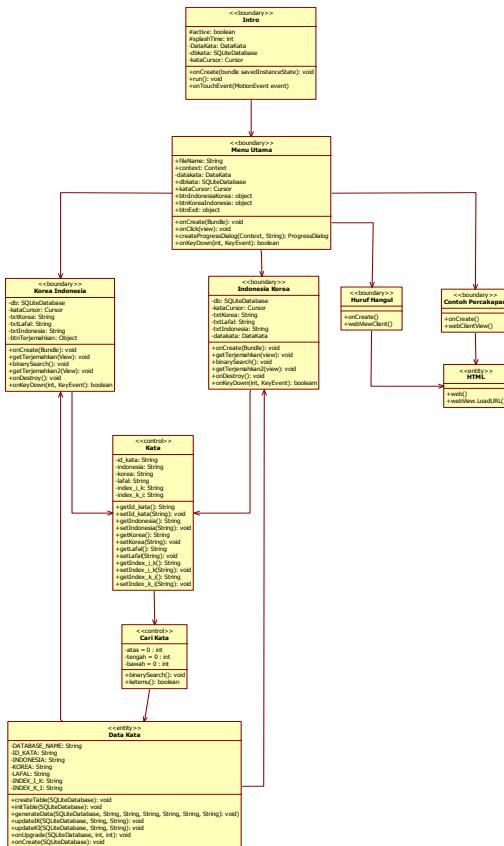 <<boundary>>
Intro
#active: boolean
#splashTime: int
-DataKata: DataKata
-dbkata: SQLiteDatabase
-kataCursor: Cursor
+onCreate(bundle savedInstanceState): void
+run(): void
+onTouchEvent(MotionEvent event)
<<boundary>>
Menu Utama
+fileName: String
+context: Context
-datakata: DataKata
+dbkata: SQLiteDatabase
+kataCursor: Cursor
+btnIndonesiaKorea: object
+btnKoreaIndonesia: object
+btnExit: object
+onCreate(Bundle): void
+onClick(view): void
+createProgressDialog(Context, String): ProgressDialog
+onKeyDown(int, KeyEvent): boolean
<<boundary>>
Korea Indonesia
-db: SQLiteDatabase
-kataCursor: Cursor
-txtKorea: String
-txtLafal: String
-txtIndonesia: String
-btnTerjemahkan: Object
+onCreate(Bundle): void
+getTerjemahkan(View): void
+binarySearch(): void
+getTerjemahkan2(View): void
+onDestroy(): void
+onKeyDown(int, KeyEvent): boolean
<<boundary>>
Indonesia Korea
-db: SQLiteDatabase
-kataCursor: Cursor
-txtKorea: String
-txtLafal: String
-txtIndonesia: String
-datakata: DataKata
+onCreate(Bundle): void
+getTerjemahkan(view): void
+binarySearch(): void
+getTerjemahkan2(view): void
+onDestroy(): void
+onKeyDown(int, KeyEvent): boolean
<<boundary>>
Huruf Hangul
+onCreate()
+webViewClient()
<<boundary>>
Contoh Percakapan
+onCreate()
+webClientView()
<<entity>>
HTML
+web()
+webView.LoadURL()
<<control>>
Kata
-id_kata: String
-indonesia: String
-korea: String
-lafal: String
-index_i_k: String
-index_k_i: String
+getId_kata(): String
+setId_kata(String): void
+getIndonesia(): String
+setIndonesia(String): void
+getKorea(): String
+setKorea(String): void
+getLafal(): String
+setLafal(String): void
+getIndex_i_k(): String
+setIndex_i_k(String): void
+getIndex_k_i(): String
+setIndex_k_i(String): void
<<control>>
Cari Kata
-atas = 0 : int
-tengah = 0 : int
-bawah = 0 : int
+binarySearch(): void
+ketemu(): boolean
<<entity>>
Data Kata
-DATABASE_NAME: String
-ID_KATA: String
-INDONESIA: String
-KOREA: String
-LAFAL: String
-INDEX_I_K: String
-INDEX_K_I: String
+createTable(SQLiteDatabase): void
+initTable(SQLiteDatabase): void
+generateData(SQLiteDatabase, String, String, String, String, String, String): void)
+updateIK(SQLiteDatabase, String, String): void
+updateKI(SQLiteDatabase, String, String): void
+onUpgrade(SQLiteDatabase, int, int): void
+onCreate(SQLiteDatabase): void